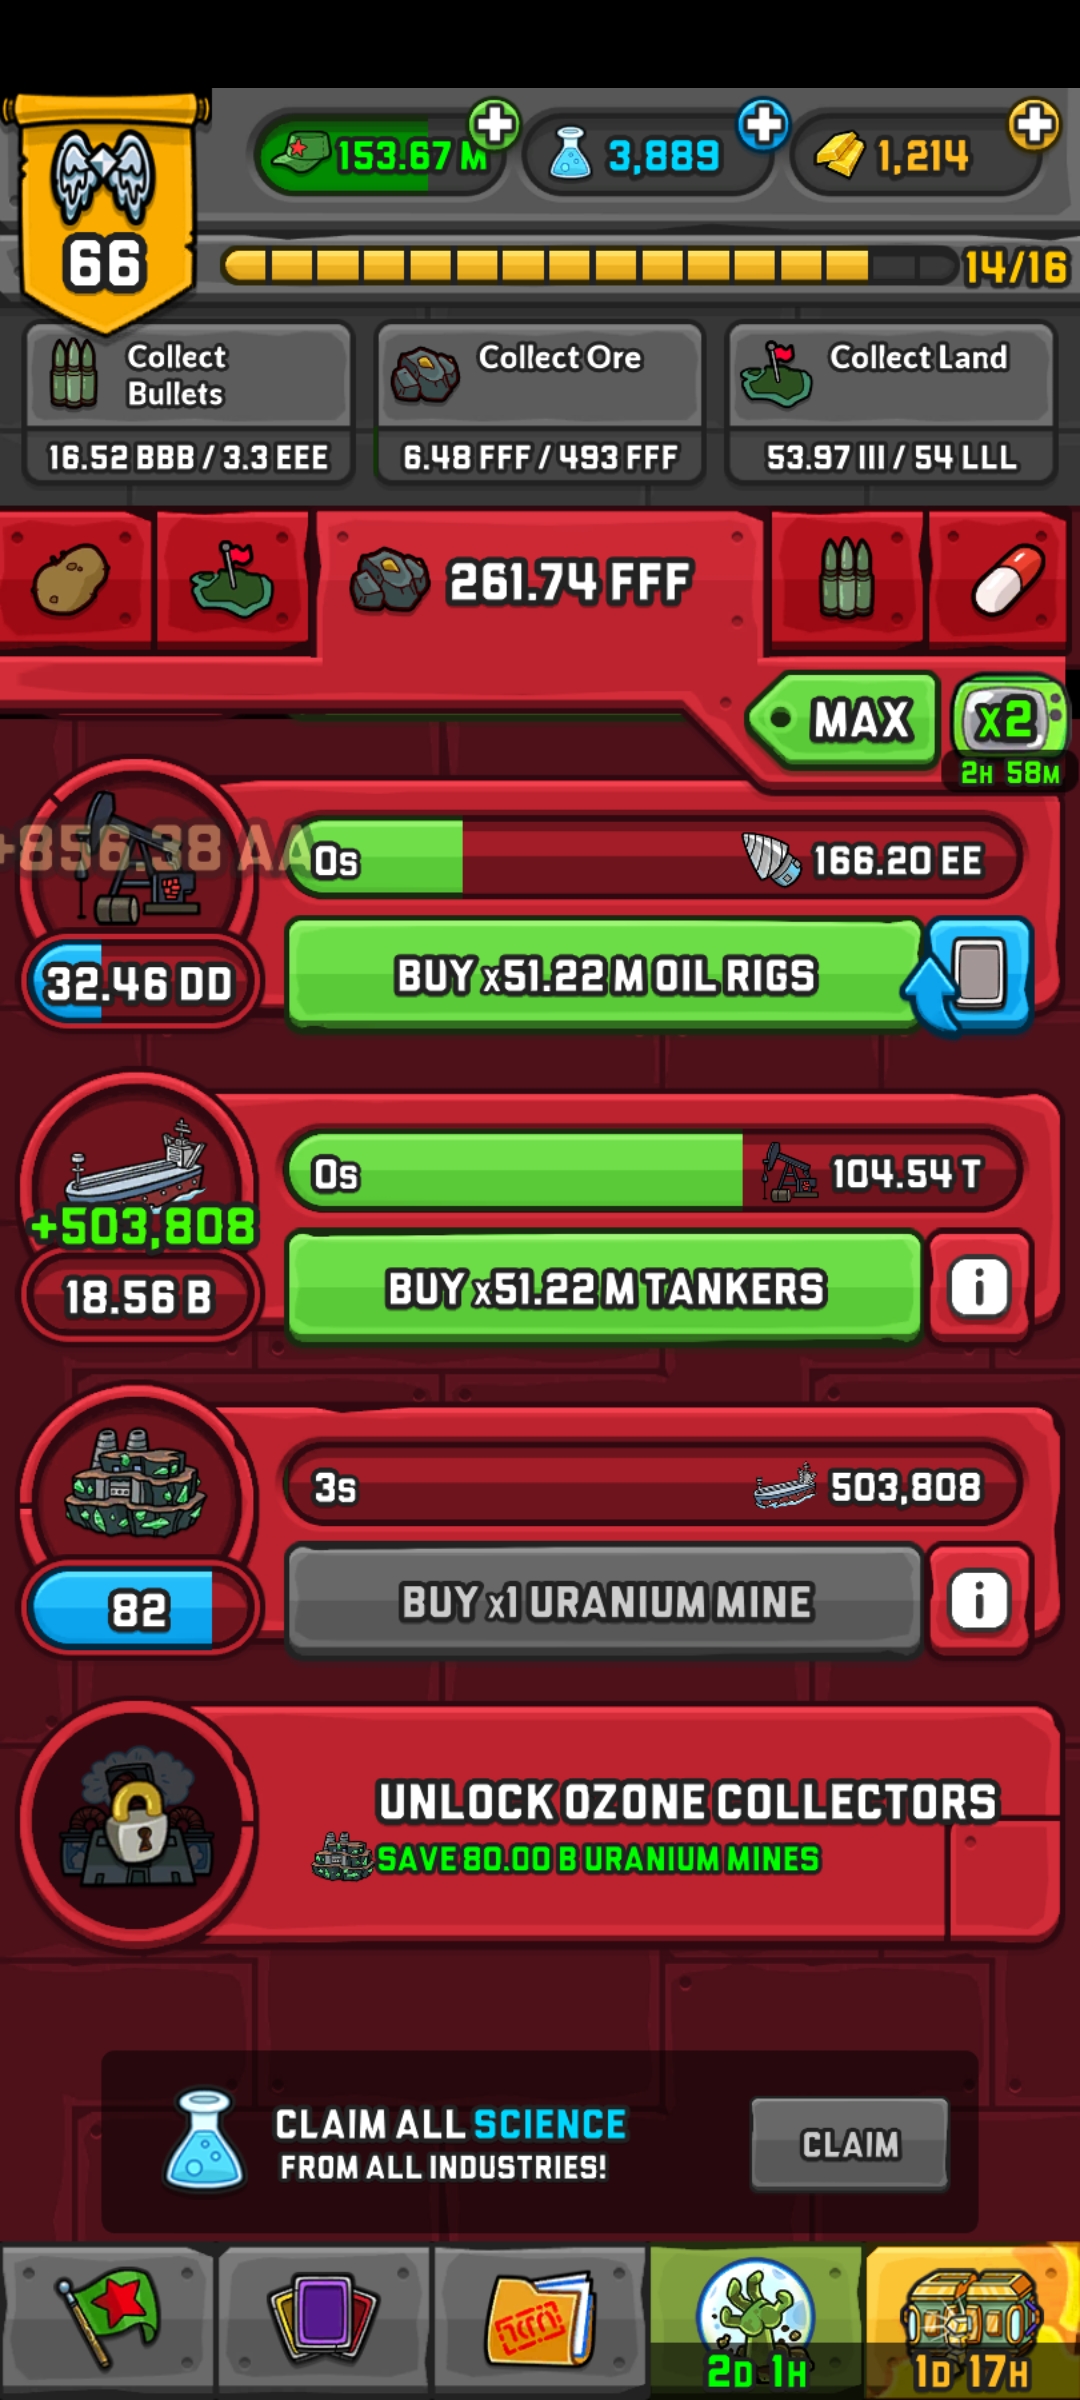 153.67 M
3,889
1,214
66
14/16
Collect
Bullets
Collect Ore
Collect Land
16.52 BBB / 3.3 EEE
6.48 FFF / 493 FFF
53.97 III / 54 LLL
261.74 FFF
MAX
x2
2H 58M
+856.38 AA
0s
166.20 EE
32.46 DD
BUY x51.22 M OIL RIGS
0s
104.54 T
+503,808
18.56 B
BUY x51.22 M TANKERS
i
3s
503,808
82
BUY x1 URANIUM MINE
i
UNLOCK OZONE COLLECTORS
SAVE 80.00 B URANIUM MINES
CLAIM ALL SCIENCE
FROM ALL INDUSTRIES!
CLAIM
2D 1H
1D 17H